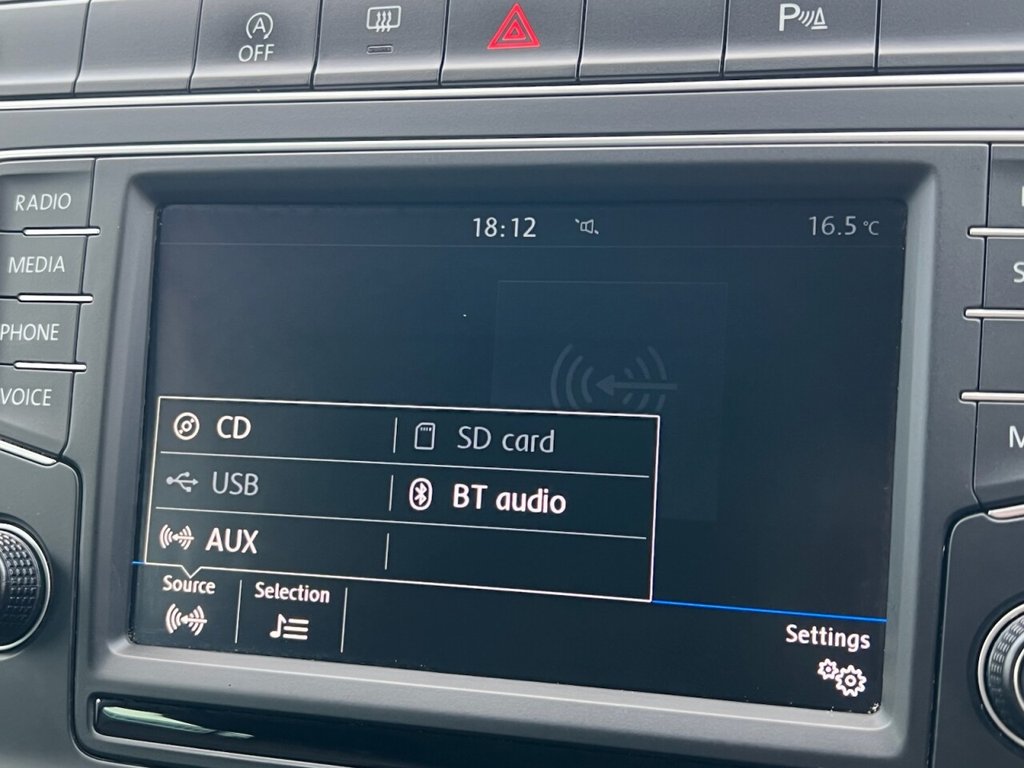 OFF
P
RADIO
18:12
16.5 °C
MEDIA
PHONE
VOICE
CD
SD card
USB
BT audio
AUX
Source
Selection
Settings